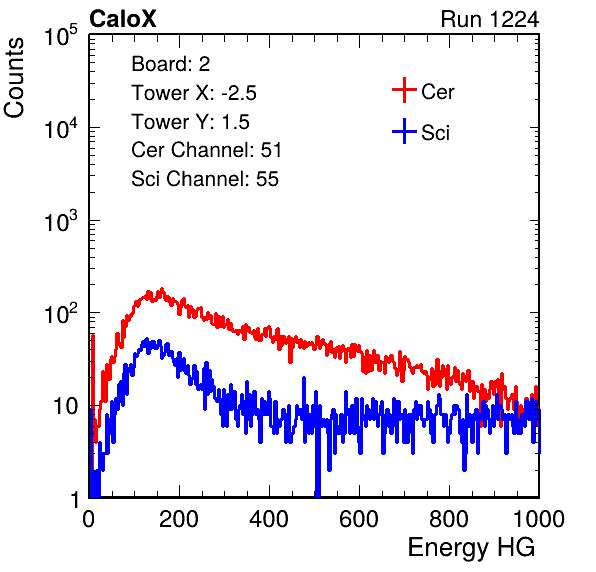 CaloX Run 1224
Counts
10^5
10^4
10^3
10^2
10
1
Board: 2
Tower X: -2.5
Tower Y: 1.5
Cer Channel: 51
Sci Channel: 55
Cer
Sci
0 200 400 600 800 1000
Energy HG